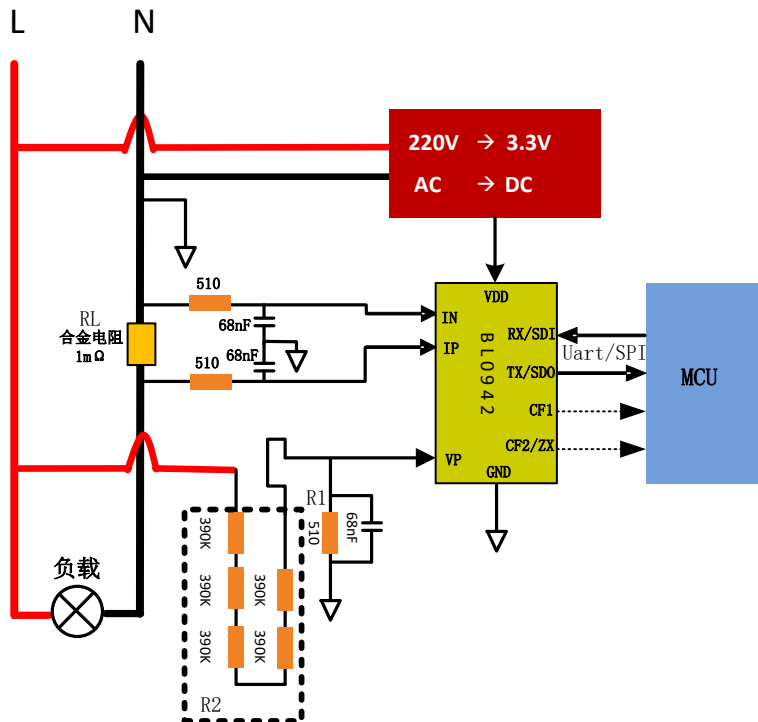 L N
220V → 3.3V
AC → DC
510
VDD
RL
合金电阻
1mΩ
68nF
68nF
510
IN
IP
BL0942
RX/SDI
Uart/SPI
TX/SDO
MCU
CF1
CF2/ZX
VP
GND
R1
510
68nF
390K
390K
390K
390K
390K
负载
R2